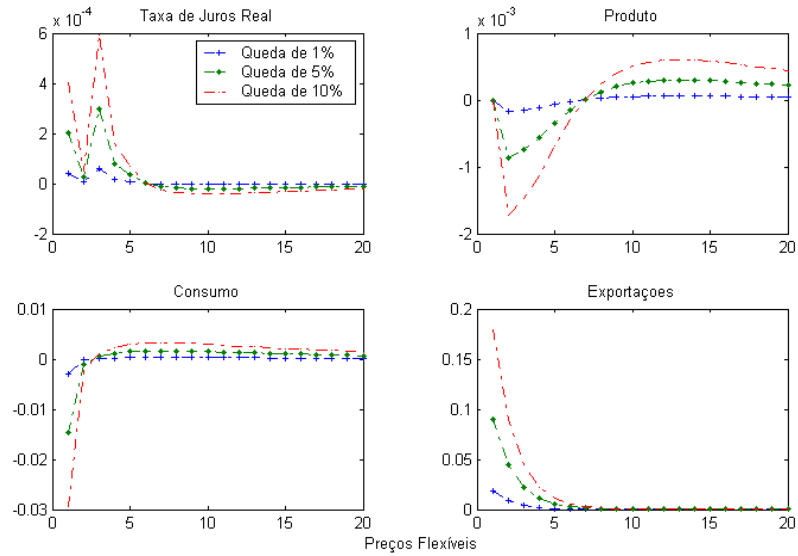 Taxa de Juros Real
x 10⁻⁴
6
4
2
0
-2
0 5 10 15 20
Queda de 1%
Queda de 5%
Queda de 10%
Produto
x 10⁻³
1
0
-1
-2
0 5 10 15 20
Consumo
0.01
0
-0.01
-0.02
-0.03
0 5 10 15 20
Exportaçoes
0.2
0.15
0.1
0.05
0
0 5 10 15 20
Preços Flexíveis